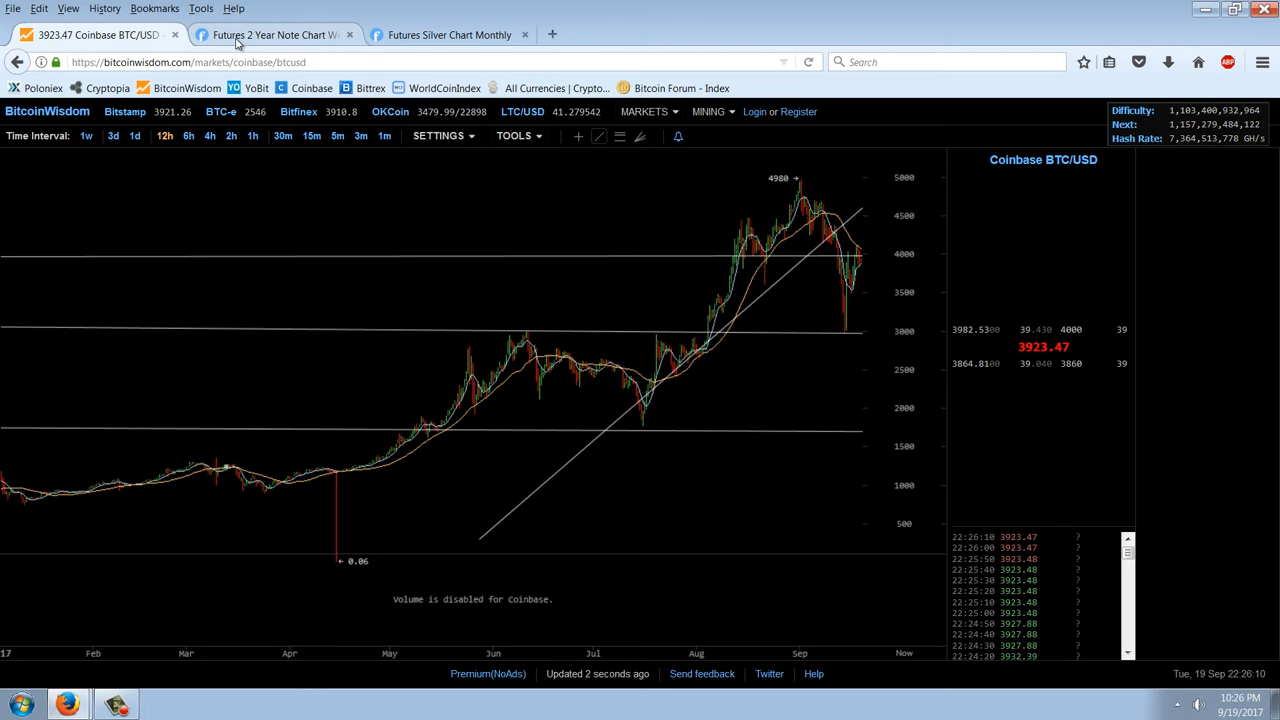 File Edit View History Bookmarks Tools Help
3923.47 Coinbase BTC/USD Futures 2 Year Note Chart We Futures Silver Chart Monthly
https://bitcoinwisdom.com/markets/coinbase/btcusd Search
Poloniex Cryptopia BitcoinWisdom YoBit Coinbase Bittrex WorldCoinIndex All Currencies | Crypto... Bitcoin Forum - Index
BitcoinWisdom Bitstamp 3921.26 BTC-e 2546 Bitfinex 3910.8 OKCoin 3479.99/22898 LTC/USD 41.279542 MARKETS MINING Login or Register
Difficulty: 1,103,400,932,964
Next: 1,157,279,484,122
Hash Rate: 7,364,513,778 GH/s
Time Interval: 1w 3d 1d 12h 6h 4h 2h 1h 30m 15m 5m 3m 1m SETTINGS TOOLS
Coinbase BTC/USD
4980 → 5000
4500
4000
3500
3000
2500
2000
1500
1000
500
← 0.06
Volume is disabled for Coinbase.
3982.5300 39.430 4000 39
3923.47
3864.8100 39.040 3860 39
22:26:10 3923.47 ?
22:26:00 3923.47 ?
22:25:50 3923.47 ?
22:25:40 3923.48 ?
22:25:30 3923.48 ?
22:25:20 3923.48 ?
22:25:10 3923.48 ?
22:25:00 3923.48 ?
22:24:50 3927.88 ?
22:24:40 3927.88 ?
22:24:30 3927.88 ?
22:24:20 3932.39 ?
17 Feb Mar Apr May Jun Jul Aug Sep Now
Premium(NoAds) Updated 2 seconds ago Send feedback Twitter Help Tue, 19 Sep 2017 22:26:10
10:26 PM
9/19/2017